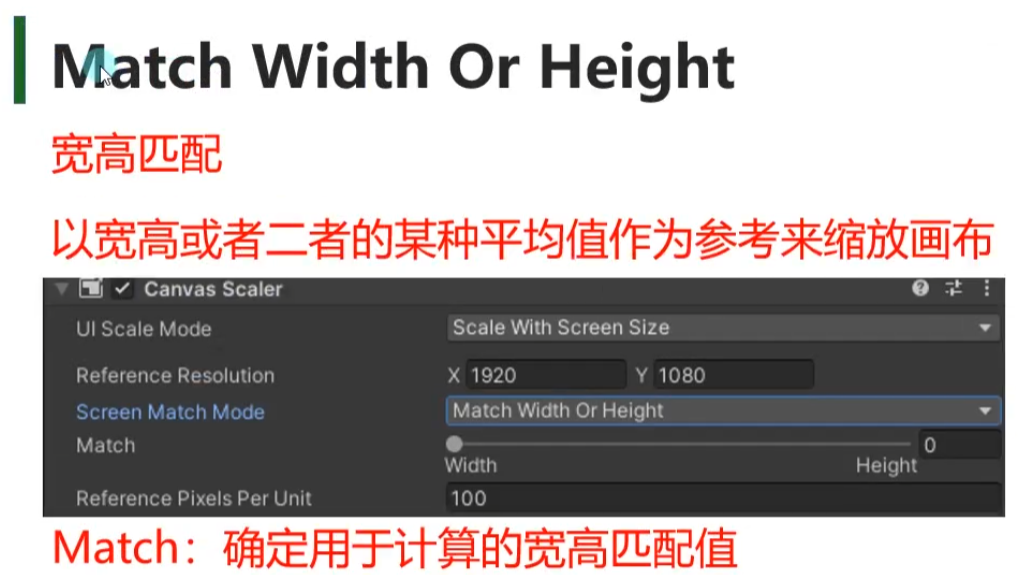 Match Width Or Height
宽高匹配
以宽高或者二者的某种平均值作为参考来缩放画布
Canvas Scaler
UI Scale Mode Scale With Screen Size
Reference Resolution X 1920 Y 1080
Screen Match Mode Match Width Or Height
Match 0
Width Height
Reference Pixels Per Unit 100
Match：确定用于计算的宽高匹配值